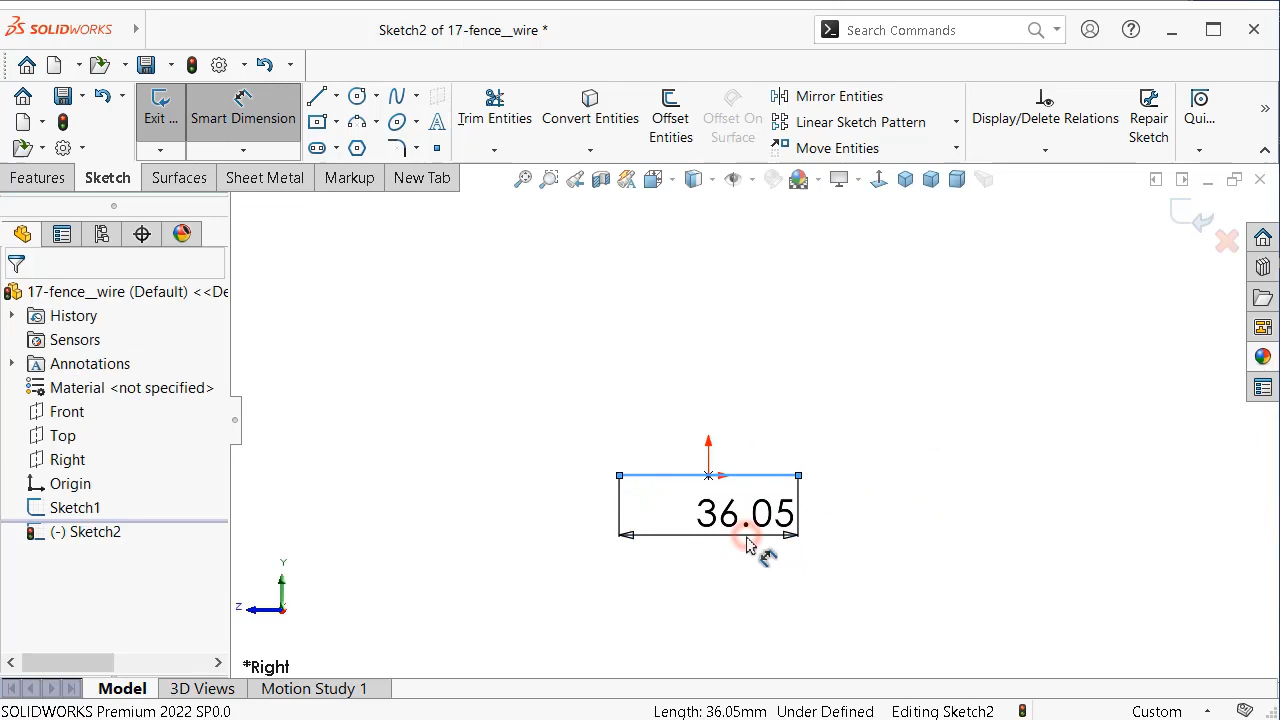 SOLIDWORKS
Sketch2 of 17-fence__wire *
Search Commands
Exit ...
Smart Dimension
Trim Entities
Convert Entities
Offset Entities
Offset On Surface
Mirror Entities
Linear Sketch Pattern
Move Entities
Display/Delete Relations
Repair Sketch
Qui...
Features
Sketch
Surfaces
Sheet Metal
Markup
New Tab
17-fence__wire (Default) <<De
History
Sensors
Annotations
Material <not specified>
Front
Top
Right
Origin
Sketch1
(-) Sketch2
36.05
Y
Z
*Right
Model
3D Views
Motion Study 1
SOLIDWORKS Premium 2022 SP0.0
Length: 36.05mm
Under Defined
Editing Sketch2
Custom